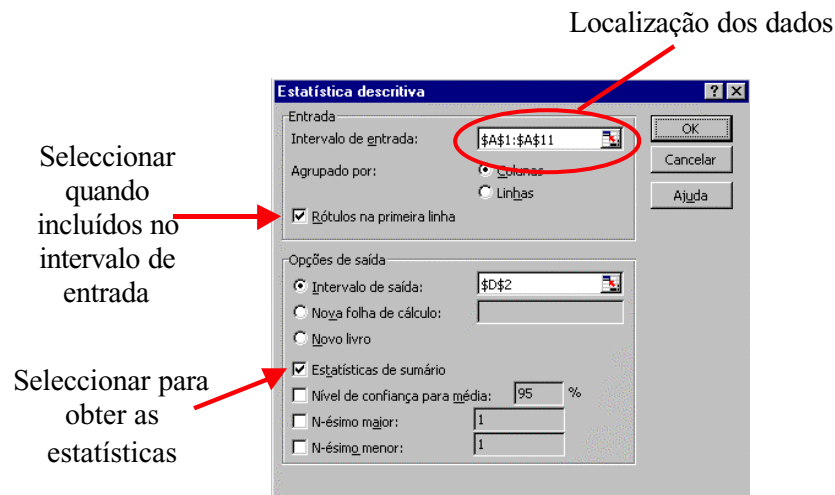 Localização dos dados
Estatística descritiva
Entrada
Intervalo de entrada: $A$1:$A$11
Agrupado por: Colunas
Linhas
Rótulos na primeira linha
OK
Cancelar
Ajuda
Seleccionar
quando
incluídos no
intervalo de
entrada
Opções de saída
Intervalo de saída: $D$2
Nova folha de cálculo:
Novo livro
Estatísticas de sumário
Nível de confiança para média: 95 %
N-ésimo maior: 1
N-ésimo menor: 1
Seleccionar para
obter as
estatísticas